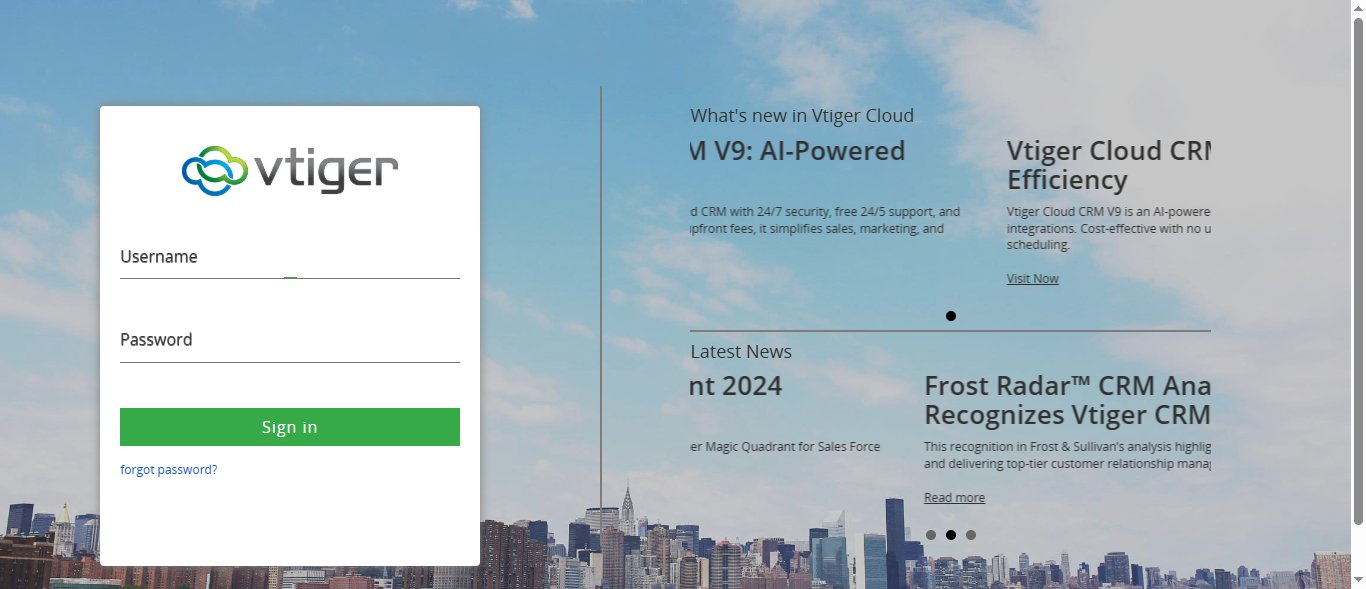 vtiger
Username
Password
Sign in
forgot password?
What's new in Vtiger Cloud
M V9: AI-Powered
d CRM with 24/7 security, free 24/5 support, and
pfront fees, it simplifies sales, marketing, and
Vtiger Cloud CRM
Efficiency
Vtiger Cloud CRM V9 is an AI-powere
integrations. Cost-effective with no u
scheduling.
Visit Now
Latest News
nt 2024
er Magic Quadrant for Sales Force
Frost Radar™ CRM Ana
Recognizes Vtiger CRM
This recognition in Frost & Sullivan's analysis highlig
and delivering top-tier customer relationship manag
Read more